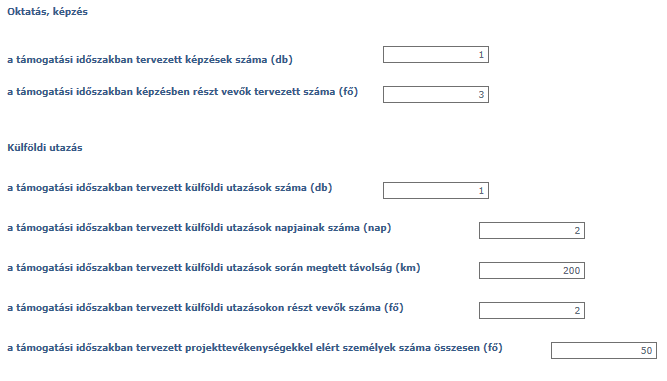 Oktatás, képzés
a támogatási időszakban tervezett képzések száma (db) 1
a támogatási időszakban képzésben részt vevők tervezett száma (fő) 3
Külföldi utazás
a támogatási időszakban tervezett külföldi utazások száma (db) 1
a támogatási időszakban tervezett külföldi utazások napjainak száma (nap) 2
a támogatási időszakban tervezett külföldi utazások során megtett távolság (km) 200
a támogatási időszakban tervezett külföldi utazásokon részt vevők száma (fő) 2
a támogatási időszakban tervezett projekttevékenységekkel elért személyek száma összesen (fő) 50